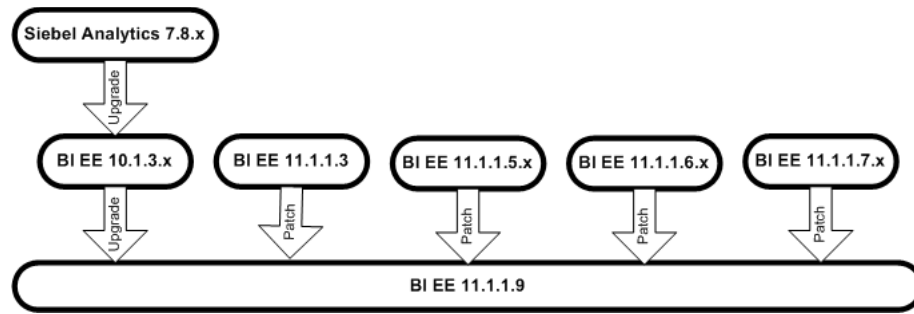 Siebel Analytics 7.8.x
Upgrade
BI EE 10.1.3.x
BI EE 11.1.1.3
BI EE 11.1.1.5.x
BI EE 11.1.1.6.x
BI EE 11.1.1.7.x
Upgrade
Patch
Patch
Patch
Patch
BI EE 11.1.1.9